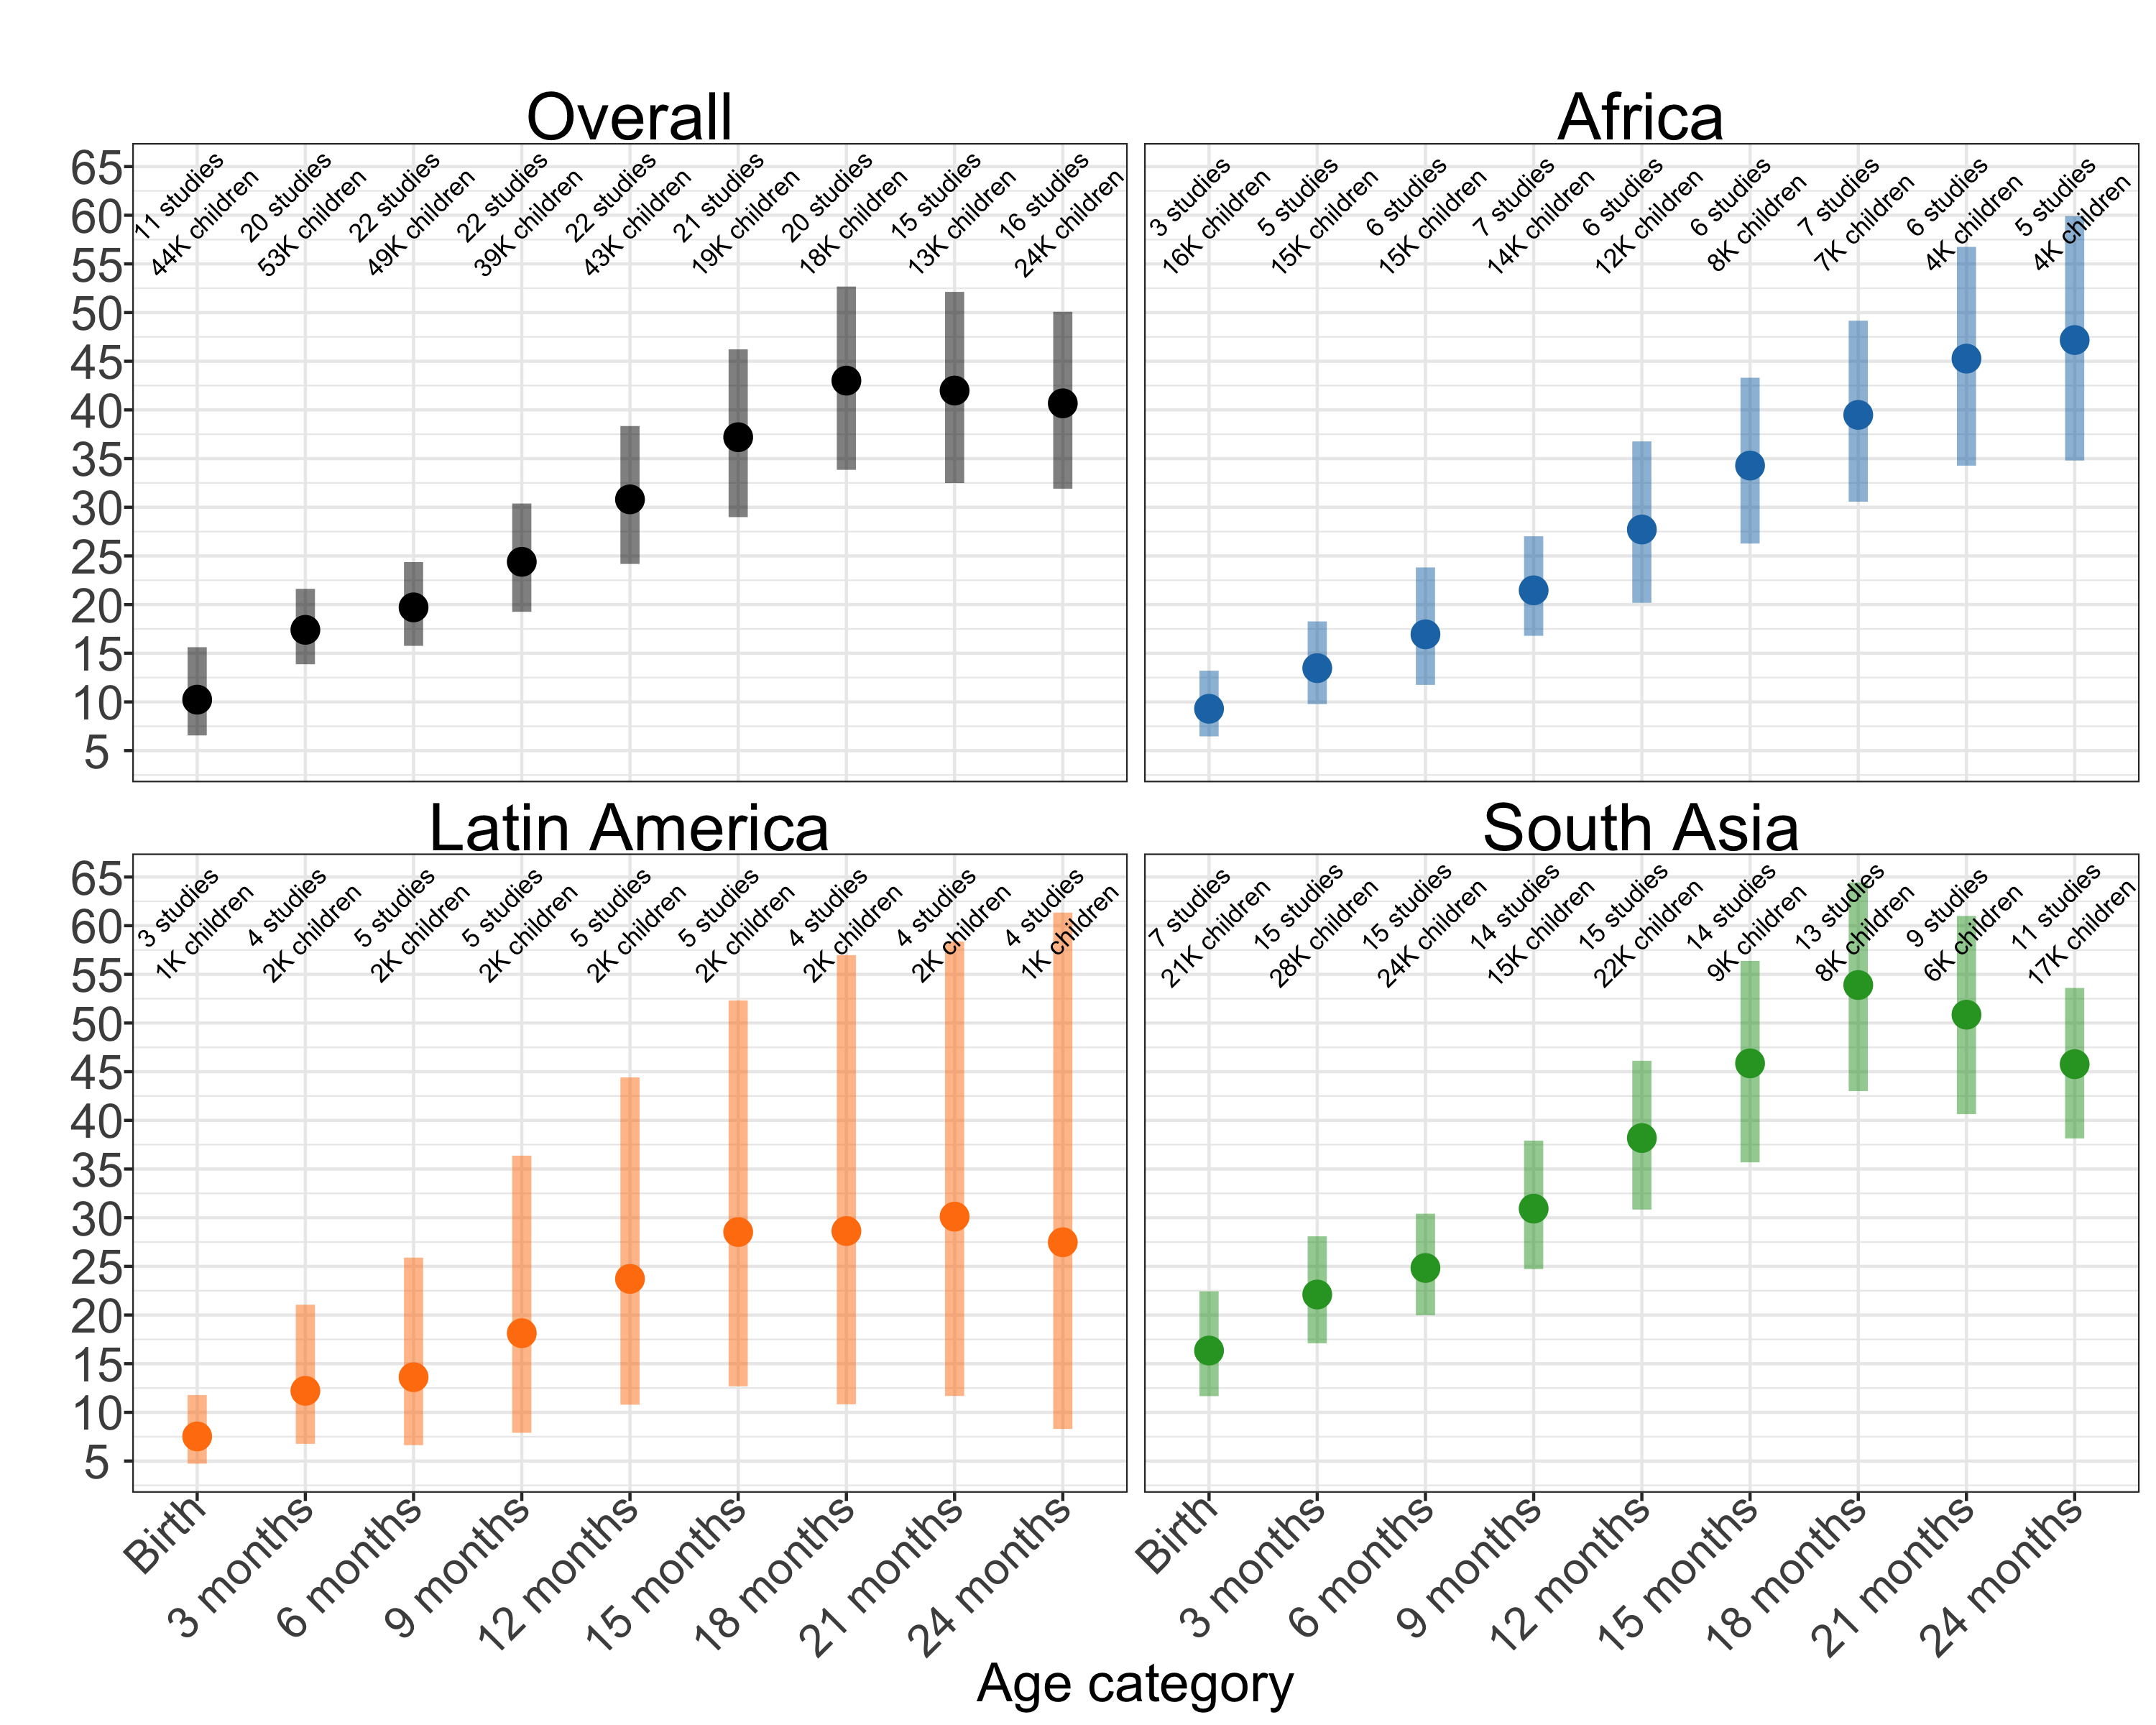 Overall
65
60
55
50
45
40
35
30
25
20
15
10
5
11 studies
44K children
20 studies
53K children
22 studies
49K children
22 studies
39K children
22 studies
43K children
21 studies
19K children
20 studies
18K children
15 studies
13K children
16 studies
24K children
Africa
3 studies
16K children
5 studies
15K children
6 studies
15K children
7 studies
14K children
6 studies
12K children
6 studies
8K children
7 studies
7K children
6 studies
4K children
5 studies
4K children
Latin America
65
60
55
50
45
40
35
30
25
20
15
10
5
3 studies
1K children
4 studies
2K children
5 studies
2K children
5 studies
2K children
5 studies
2K children
5 studies
2K children
4 studies
2K children
4 studies
2K children
4 studies
1K children
South Asia
7 studies
21K children
15 studies
28K children
15 studies
24K children
14 studies
15K children
15 studies
22K children
14 studies
9K children
13 studies
8K children
9 studies
6K children
11 studies
17K children
Birth
3 months
6 months
9 months
12 months
15 months
18 months
21 months
24 months
Birth
3 months
6 months
9 months
12 months
15 months
18 months
21 months
24 months
Age category